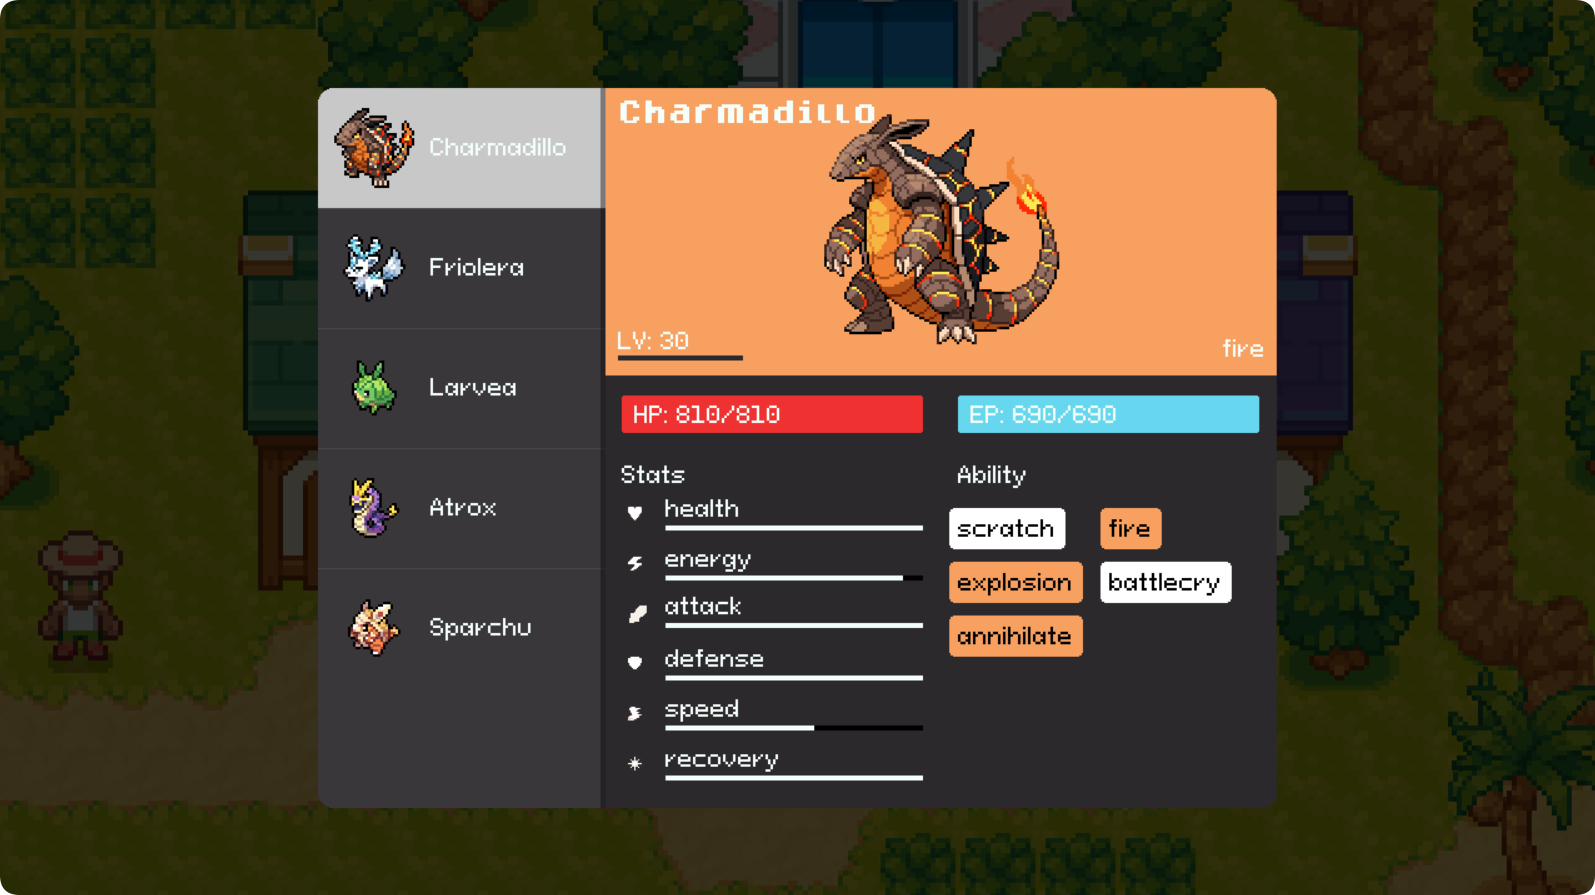 Charmadillo
Friolera
Larvea
Atrox
Sparchu
Charmadillo
LV: 30
fire
HP: 810/810
EP: 690/690
Stats
health
energy
attack
defense
speed
recovery
Ability
scratch
fire
explosion
battlecry
annihilate